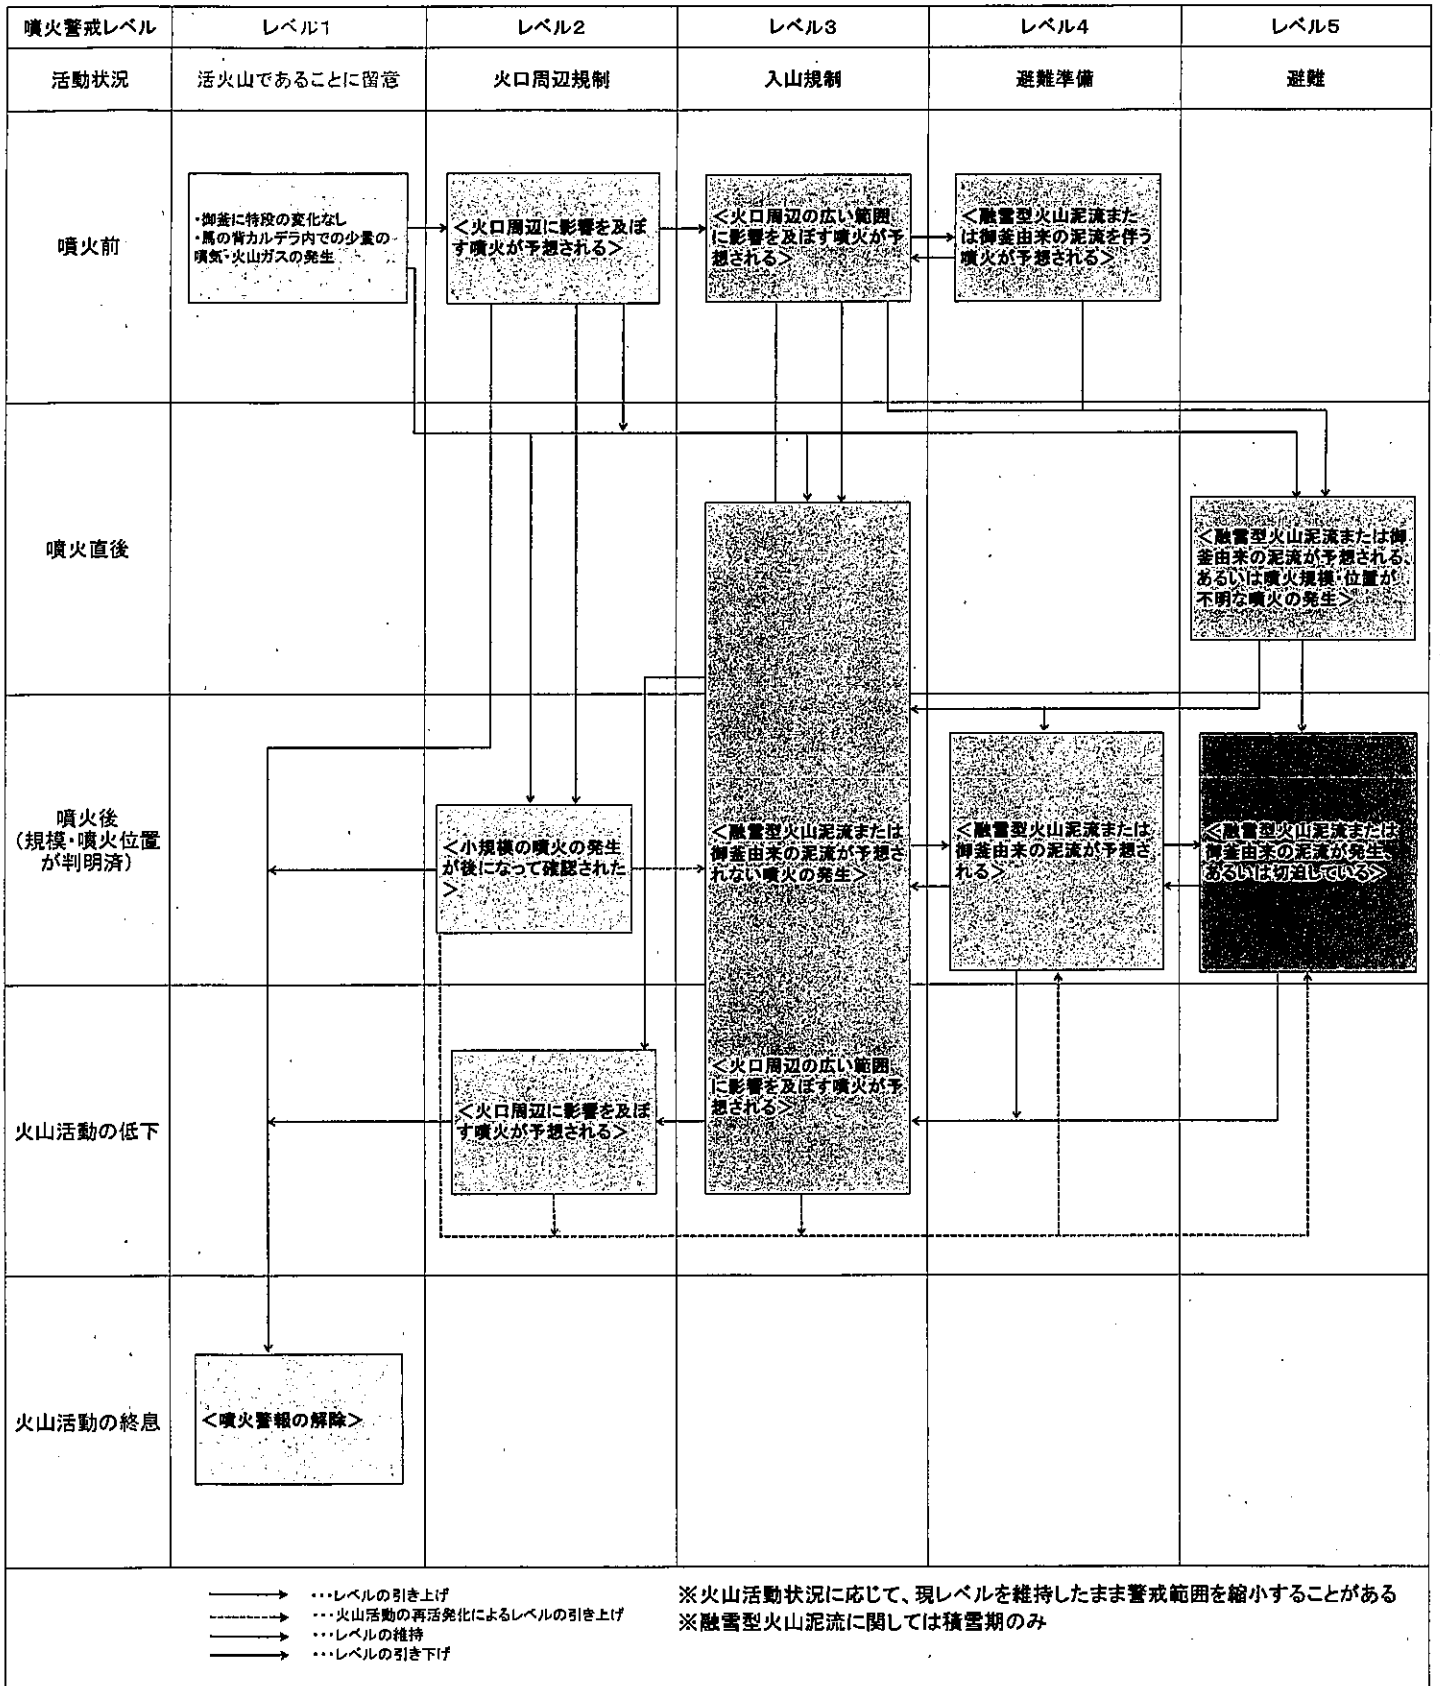 噴火警戒レベル
レベル1
レベル2
レベル3
レベル4
レベル5
活動状況
活火山であることに留意
火口周辺規制
入山規制
避難準備
避難
噴火前
・御釜に特段の変化なし
・馬の背カルデラ内での少量の
噴気・火山ガスの発生
＜火口周辺に影響を及ぼ
す噴火が予想される＞
＜火口周辺の広い範囲
に影響を及ぼす噴火が予
想される＞
＜融雪型火山泥流また
は御釜由来の泥流を伴う
噴火が予想される＞
噴火直後
＜融雪型火山泥流または御
釜由来の泥流が予想される、
あるいは噴火規模・位置が
不明な噴火の発生＞
噴火後
（規模・噴火位置
が判明済）
＜小規模の噴火の発生
が後になって確認された
＞
＜融雪型火山泥流または
御釜由来の泥流が予想さ
れない噴火の発生＞
＜融雪型火山泥流または
御釜由来の泥流が予想さ
れる＞
＜融雪型火山泥流または
御釜由来の泥流が発生、
あるいは切迫している＞
火山活動の低下
＜火口周辺に影響を及ぼ
す噴火が予想される＞
＜火口周辺の広い範囲
に影響を及ぼす噴火が予
想される＞
火山活動の終息
＜噴火警報の解除＞
・・・レベルの引き上げ
・・・火山活動の再活発化によるレベルの引き上げ
・・・レベルの維持
・・・レベルの引き下げ
※火山活動状況に応じて、現レベルを維持したまま警戒範囲を縮小することがある
※融雪型火山泥流に関しては積雪期のみ